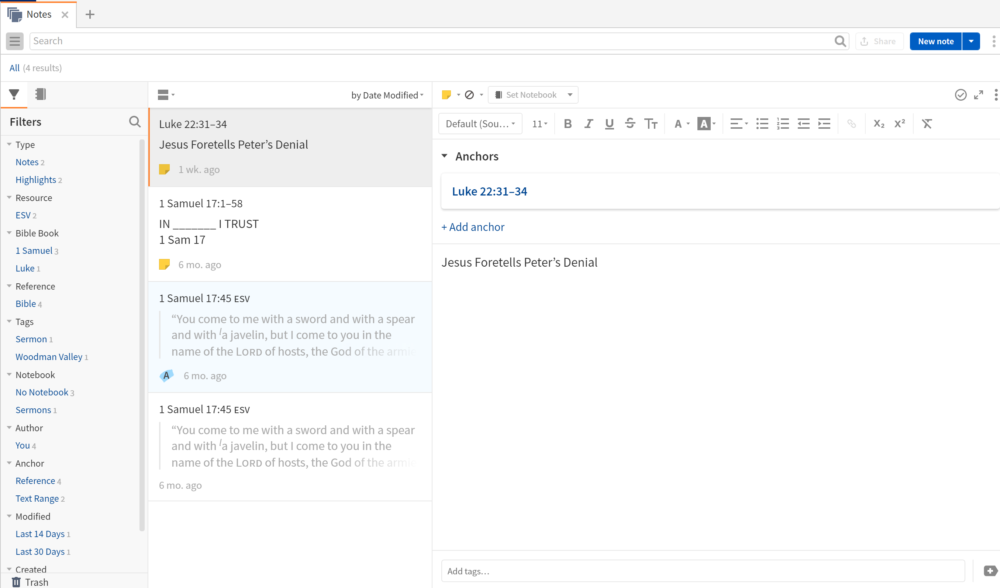 Notes
Search
Share
New note
All (4 results)
by Date Modified
Set Notebook
Filters
Type
Notes 2
Highlights 2
Resource
ESV 2
Bible Book
1 Samuel 3
Luke 1
Reference
Bible 4
Tags
Sermon 1
Woodman Valley 1
Notebook
No Notebook 3
Sermons 1
Author
You 4
Anchor
Reference 4
Text Range 2
Modified
Last 14 Days 1
Last 30 Days 1
Created
Trash
Luke 22:31–34
Jesus Foretells Peter’s Denial
1 wk. ago
1 Samuel 17:1–58
IN _______ I TRUST
1 Sam 17
6 mo. ago
1 Samuel 17:45 ESV
“You come to me with a sword and with a spear
and with la javelin, but I come to you in the
name of the LORD of hosts, the God of the armie
A 6 mo. ago
1 Samuel 17:45 ESV
“You come to me with a sword and with a spear
and with la javelin, but I come to you in the
name of the LORD of hosts, the God of the armie
6 mo. ago
Default (Sou… 11 B I U S TT A A X2 X²
Anchors
Luke 22:31–34
+ Add anchor
Jesus Foretells Peter’s Denial
Add tags…